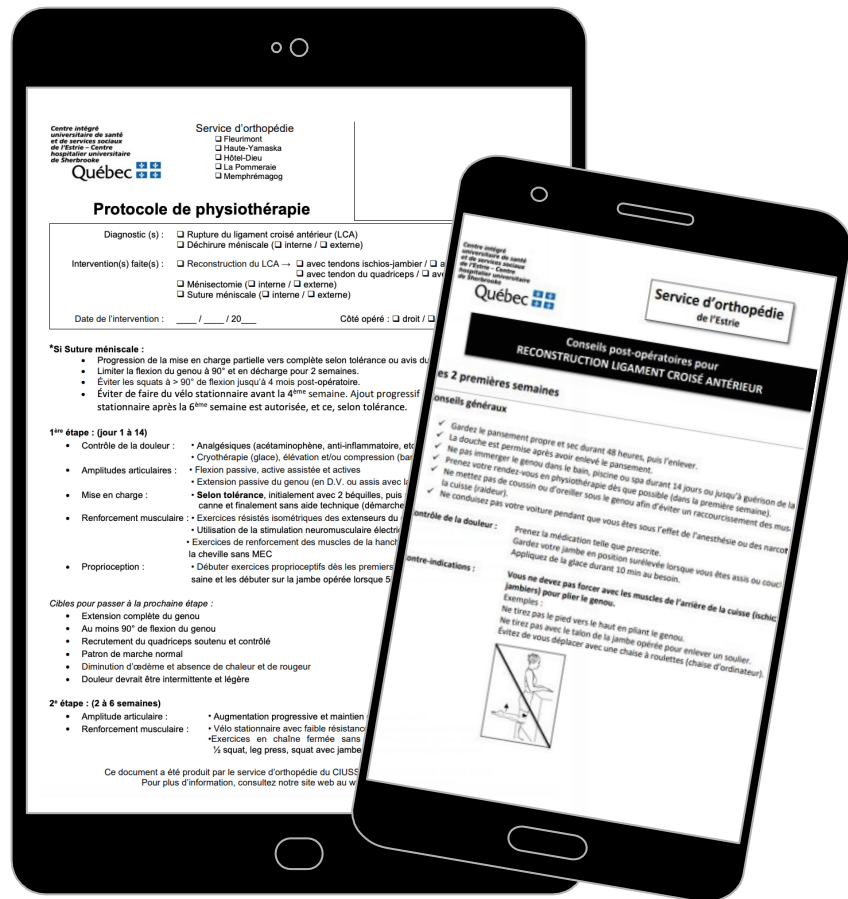 Centre intégré
universitaire de santé
et de services sociaux
de l'Estrie – Centre
hospitalier universitaire
de Sherbrooke
Québec
Service d'orthopédie
❑ Fleurimont
❑ Haute-Yamaska
❑ Hôtel-Dieu
❑ La Pommeraie
❑ Memphrémagog
Protocole de physiothérapie
Diagnostic (s) : ❑ Rupture du ligament croisé antérieur (LCA)
❑ Déchirure méniscale (❑ interne / ❑ externe)
Intervention(s) faite(s) : ❑ Reconstruction du LCA → ❑ avec tendons ischios-jambier / ❑
❑ avec tendon du quadriceps / ❑
❑ Ménisectomie (❑ interne / ❑ externe)
❑ Suture méniscale (❑ interne / ❑ externe)
Date de l'intervention : ____ / ____ / 20___ Côté opéré : ❑ droit / ❑
*Si Suture méniscale :
• Progression de la mise en charge partielle vers complète selon tolérance ou avis du
• Limiter la flexion du genou à 90° et en décharge pour 2 semaines.
• Éviter les squats à > 90° de flexion jusqu'à 4 mois post-opératoire.
• Éviter de faire du vélo stationnaire avant la 4ème semaine. Ajout progressif
stationnaire après la 6ème semaine est autorisée, et ce, selon tolérance.
1ère étape : (jour 1 à 14)
• Contrôle de la douleur : • Analgésiques (acétaminophène, anti-inflammatoire, etc
• Cryothérapie (glace), élévation et/ou compression
• Amplitudes articulaires : • Flexion passive, active assistée et actives
• Extension passive du genou (en D.V. ou assis avec
• Mise en charge : • Selon tolérance, initialement avec 2 béquilles, puis
canne et finalement sans aide technique (démarche
• Renforcement musculaire : • Exercices résistés isométriques des extenseurs du
• Utilisation de la stimulation neuromusculaire
• Exercices de renforcement des muscles de la
la cheville sans MEC
• Proprioception : • Débuter exercices proprioceptifs dès les premiers
saine et les débuter sur la jambe opérée lorsque
Cibles pour passer à la prochaine étape :
• Extension complète du genou
• Au moins 90° de flexion du genou
• Recrutement du quadriceps soutenu et contrôlé
• Patron de marche normal
• Diminution d'œdème et absence de chaleur et de rougeur
• Douleur devrait être intermittente et légère
2e étape : (2 à 6 semaines)
• Amplitude articulaire : • Augmentation progressive et maintien
• Renforcement musculaire : • Vélo stationnaire avec faible
•Exercices en chaîne fermée sans
½ squat, leg press, squat avec
Ce document a été produit par le service d'orthopédie du
Pour plus d'information, consultez notre site web au
Centre intégré
universitaire de santé
et de services sociaux
de l'Estrie – Centre
hospitalier universitaire
de Sherbrooke
Québec
Service d'orthopédie
de l'Estrie
Conseils post-opératoires pour
RECONSTRUCTION LIGAMENT CROISÉ ANTÉRIEUR
es 2 premières semaines
onseils généraux
✓ Gardez le pansement propre et sec durant 48 heures, puis l'enlever.
✓ La douche est permise après avoir enlevé le pansement.
✓ Ne pas immerger le genou dans le bain, piscine ou spa durant 14 jours ou jusqu'à guérison de la
✓ Prenez votre rendez-vous en physiothérapie dès que possible (dans la première semaine).
✓ Ne mettez pas de coussin ou d'oreiller sous le genou afin d'éviter un raccourcissement des mus-
la cuisse (raideur).
✓ Ne conduisez pas votre voiture pendant que vous êtes sous l'effet de l'anesthésie ou des narcot
ontrôle de la douleur : Prenez la médication telle que prescrite.
Gardez votre jambe en position surélevée lorsque vous êtes assis ou couc
Appliquez de la glace durant 10 min au besoin.
ontre-indications : Vous ne devez pas forcer avec les muscles de l'arrière de la cuisse
jambiers) pour plier le genou.
Exemples :
Ne tirez pas le pied vers le haut en pliant le genou.
Ne tirez pas avec le talon de la jambe opérée pour enlever un soulier.
Évitez de vous déplacer avec une chaise à roulettes (chaise d'ordinateur).